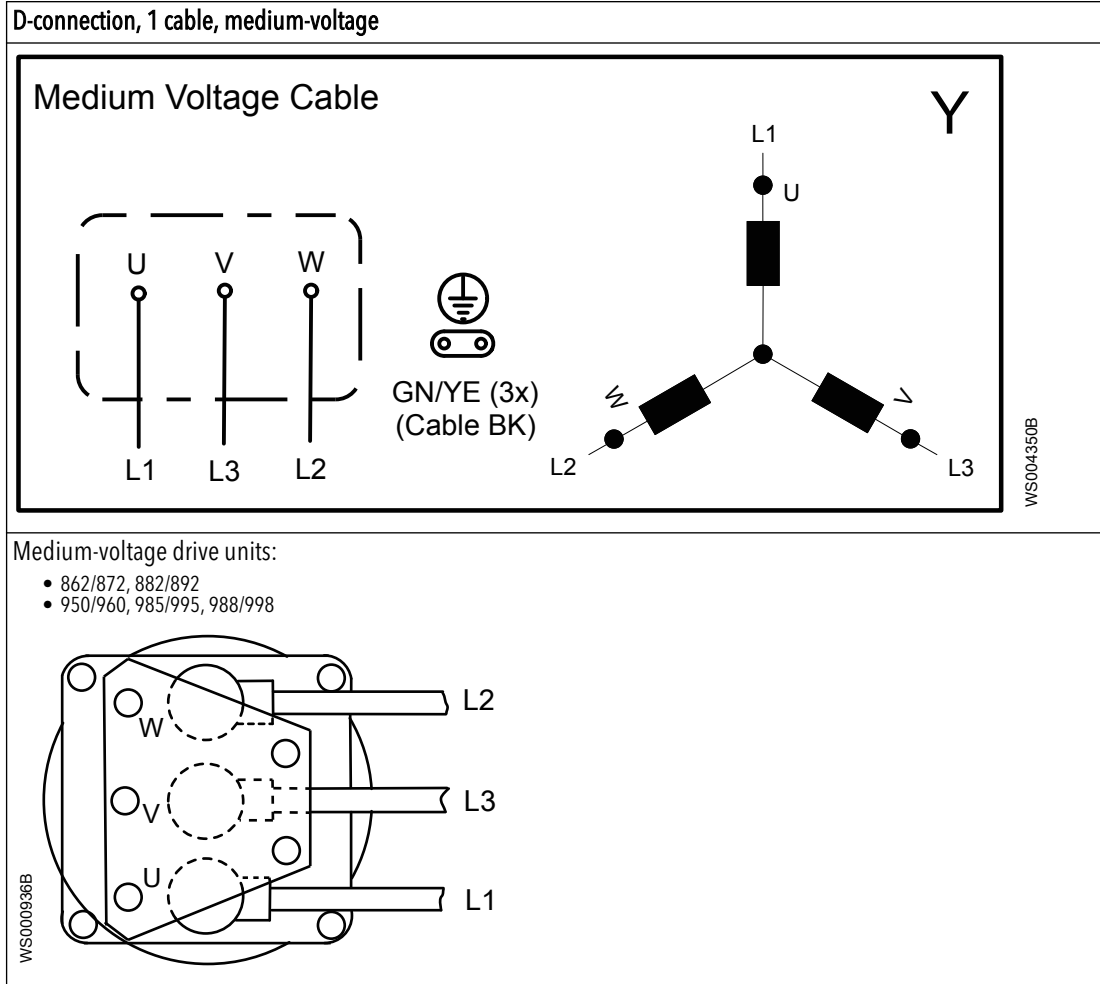 D-connection, 1 cable, medium-voltage
Medium Voltage Cable
Y
L1
U
U V W
GN/YE (3x)
(Cable BK)
W
V
L1 L3 L2
L2
L3
WS004350B
Medium-voltage drive units:
• 862/872, 882/892
• 950/960, 985/995, 988/998
L2
W
L3
V
U
L1
WS000936B